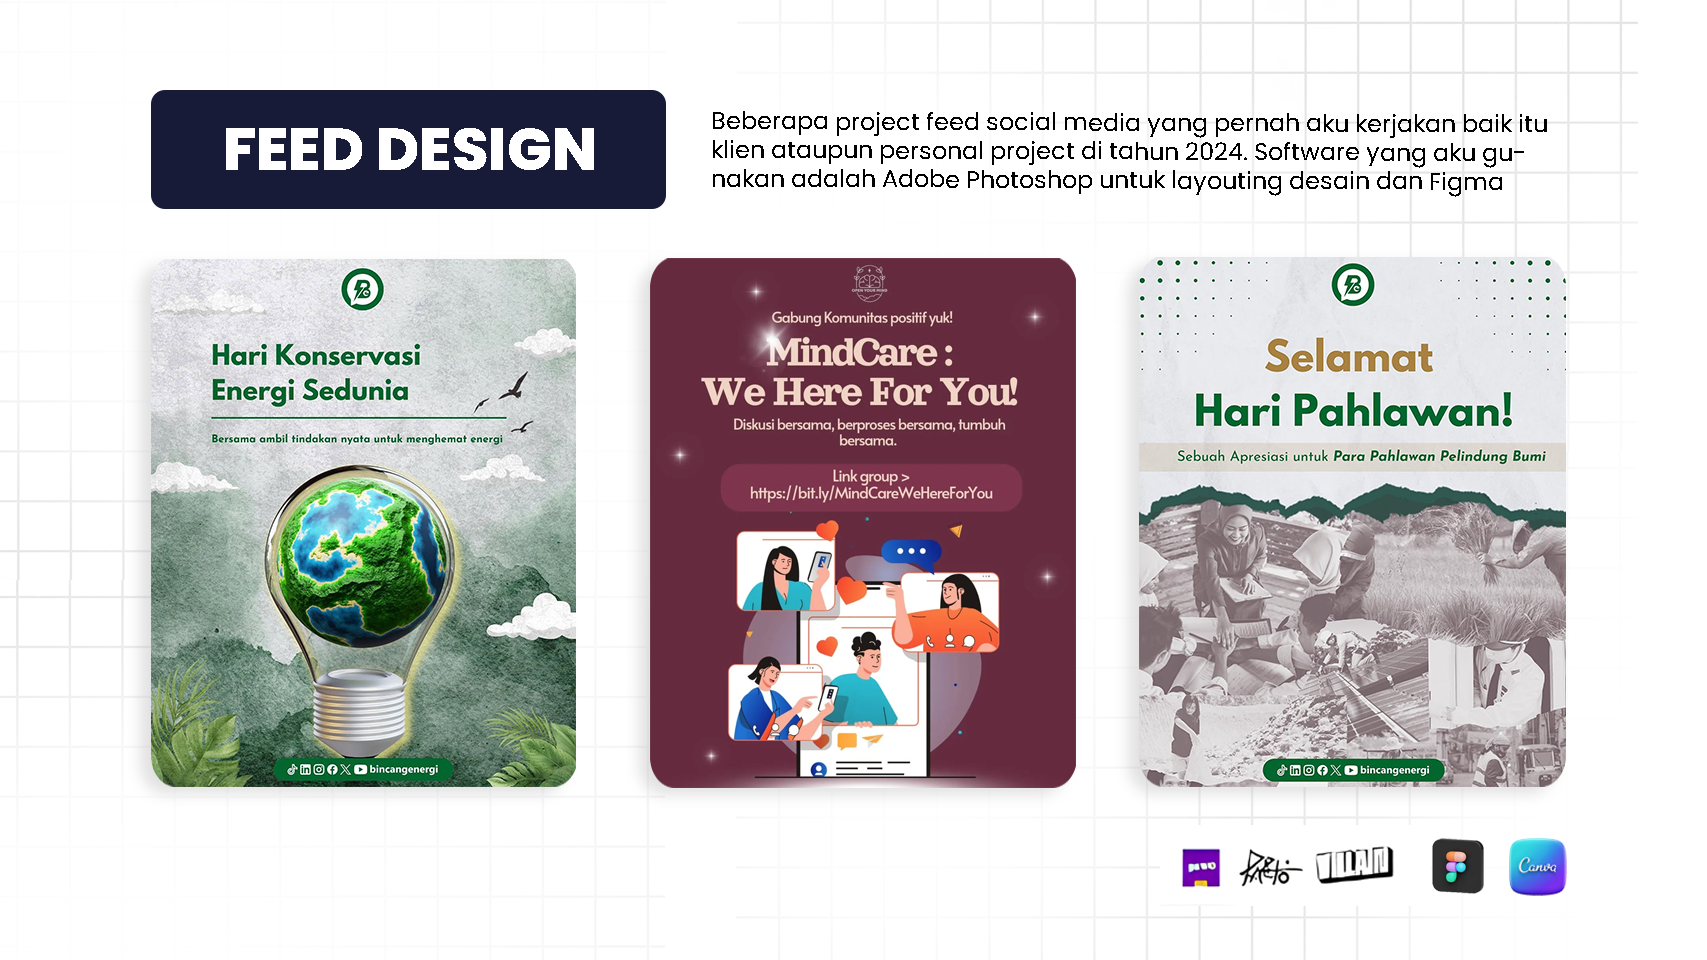 FEED DESIGN
Beberapa project feed social media yang pernah aku kerjakan baik itu
klien ataupun personal project di tahun 2024. Software yang aku gu-
nakan adalah Adobe Photoshop untuk layouting desain dan Figma
Hari Konservasi
Energi Sedunia
Bersama ambil tindakan nyata untuk menghemat energi
bincangenergi
OPEN YOUR MIND
Gabung Komunitas positif yuk!
MindCare :
We Here For You!
Diskusi bersama, berproses bersama, tumbuh
bersama.
Link group >
https://bit.ly/MindCareWeHereForYou
Selamat
Hari Pahlawan!
Sebuah Apresiasi untuk Para Pahlawan Pelindung Bumi
bincangenergi
VILLAIN
Canva